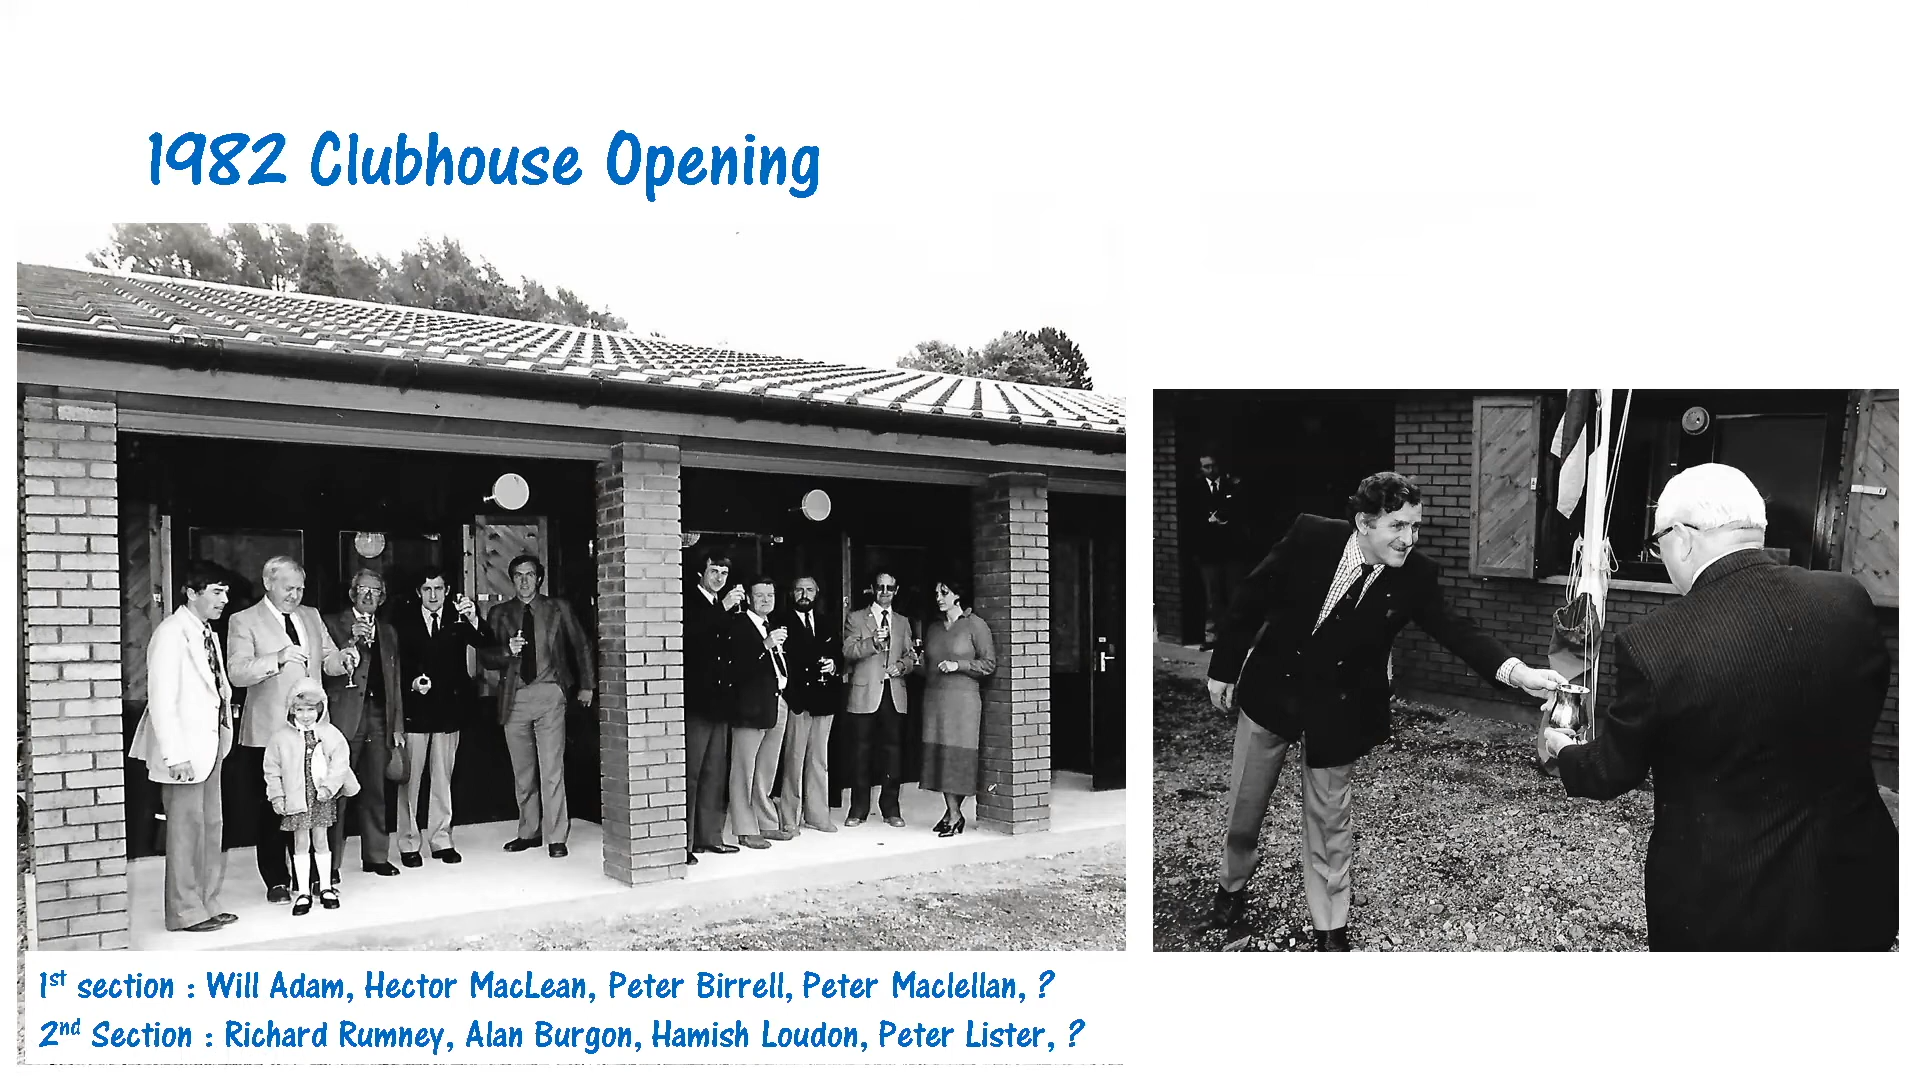 1982 Clubhouse Opening
1st section : Will Adam, Hector MacLean, Peter Birrell, Peter Maclellan, ?
2nd Section : Richard Rumney, Alan Burgon, Hamish Loudon, Peter Lister, ?